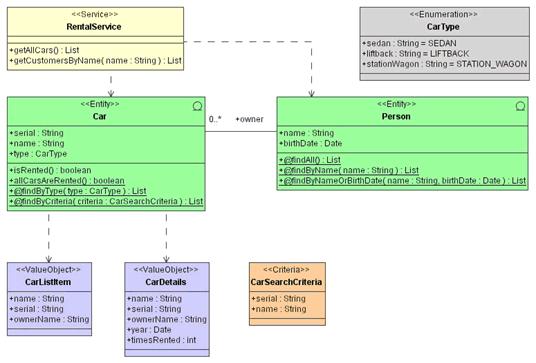 <<Service>>
RentalService
+getAllCars() : List
+getCustomersByName( name : String ) : List
<<Enumeration>>
CarType
+sedan : String = SEDAN
+liftback : String = LIFTBACK
+stationWagon : String = STATION_WAGON
<<Entity>>
Car
+serial : String
+name : String
+type : CarType
+isRented() : boolean
+allCarsAreRented() : boolean
+@findByType( type : CarType ) : List
+@findByCriteria( criteria : CarSearchCriteria ) : List
0..* +owner
<<Entity>>
Person
+name : String
+birthDate : Date
+@findAll() : List
+@findByName( name : String ) : List
+@findByNameOrBirthDate( name : String, birthDate : Date ) : List
<<ValueObject>>
CarListItem
+name : String
+serial : String
+ownerName : String
<<ValueObject>>
CarDetails
+name : String
+serial : String
+ownerName : String
+year : Date
+timesRented : int
<<Criteria>>
CarSearchCriteria
+serial : String
+name : String